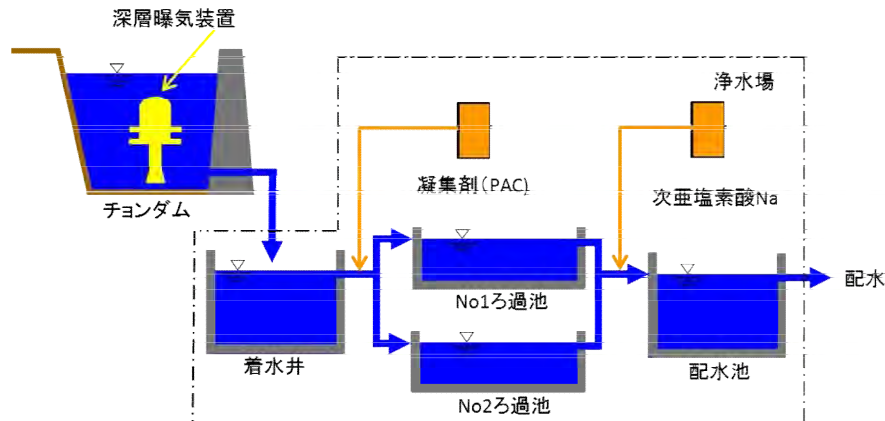 深層曝気装置
浄水場
凝集剤(PAC)
次亜塩素酸Na
チョンダム
No1ろ過池
配水
着水井
配水池
No2ろ過池